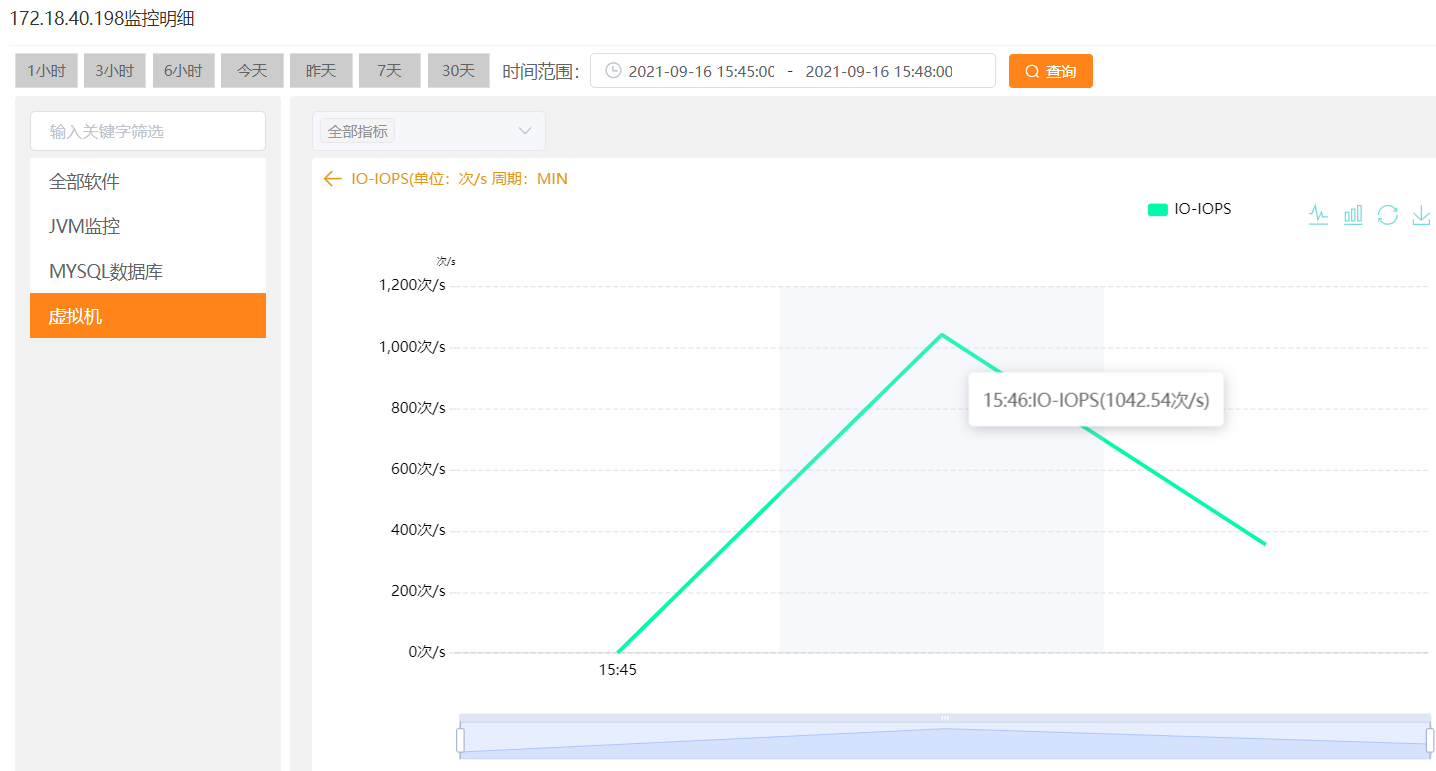 172.18.40.198监控明细
1小时 3小时 6小时 今天 昨天 7天 30天 时间范围： 2021-09-16 15:45:00 - 2021-09-16 15:48:00 查询
输入关键字筛选
全部软件
JVM监控
MYSQL数据库
虚拟机
全部指标
IO-IOPS(单位：次/s 周期：MIN
IO-IOPS
次/s
1,200次/s
1,000次/s
800次/s
600次/s
400次/s
200次/s
0次/s
15:46:IO-IOPS(1042.54次/s)
15:45